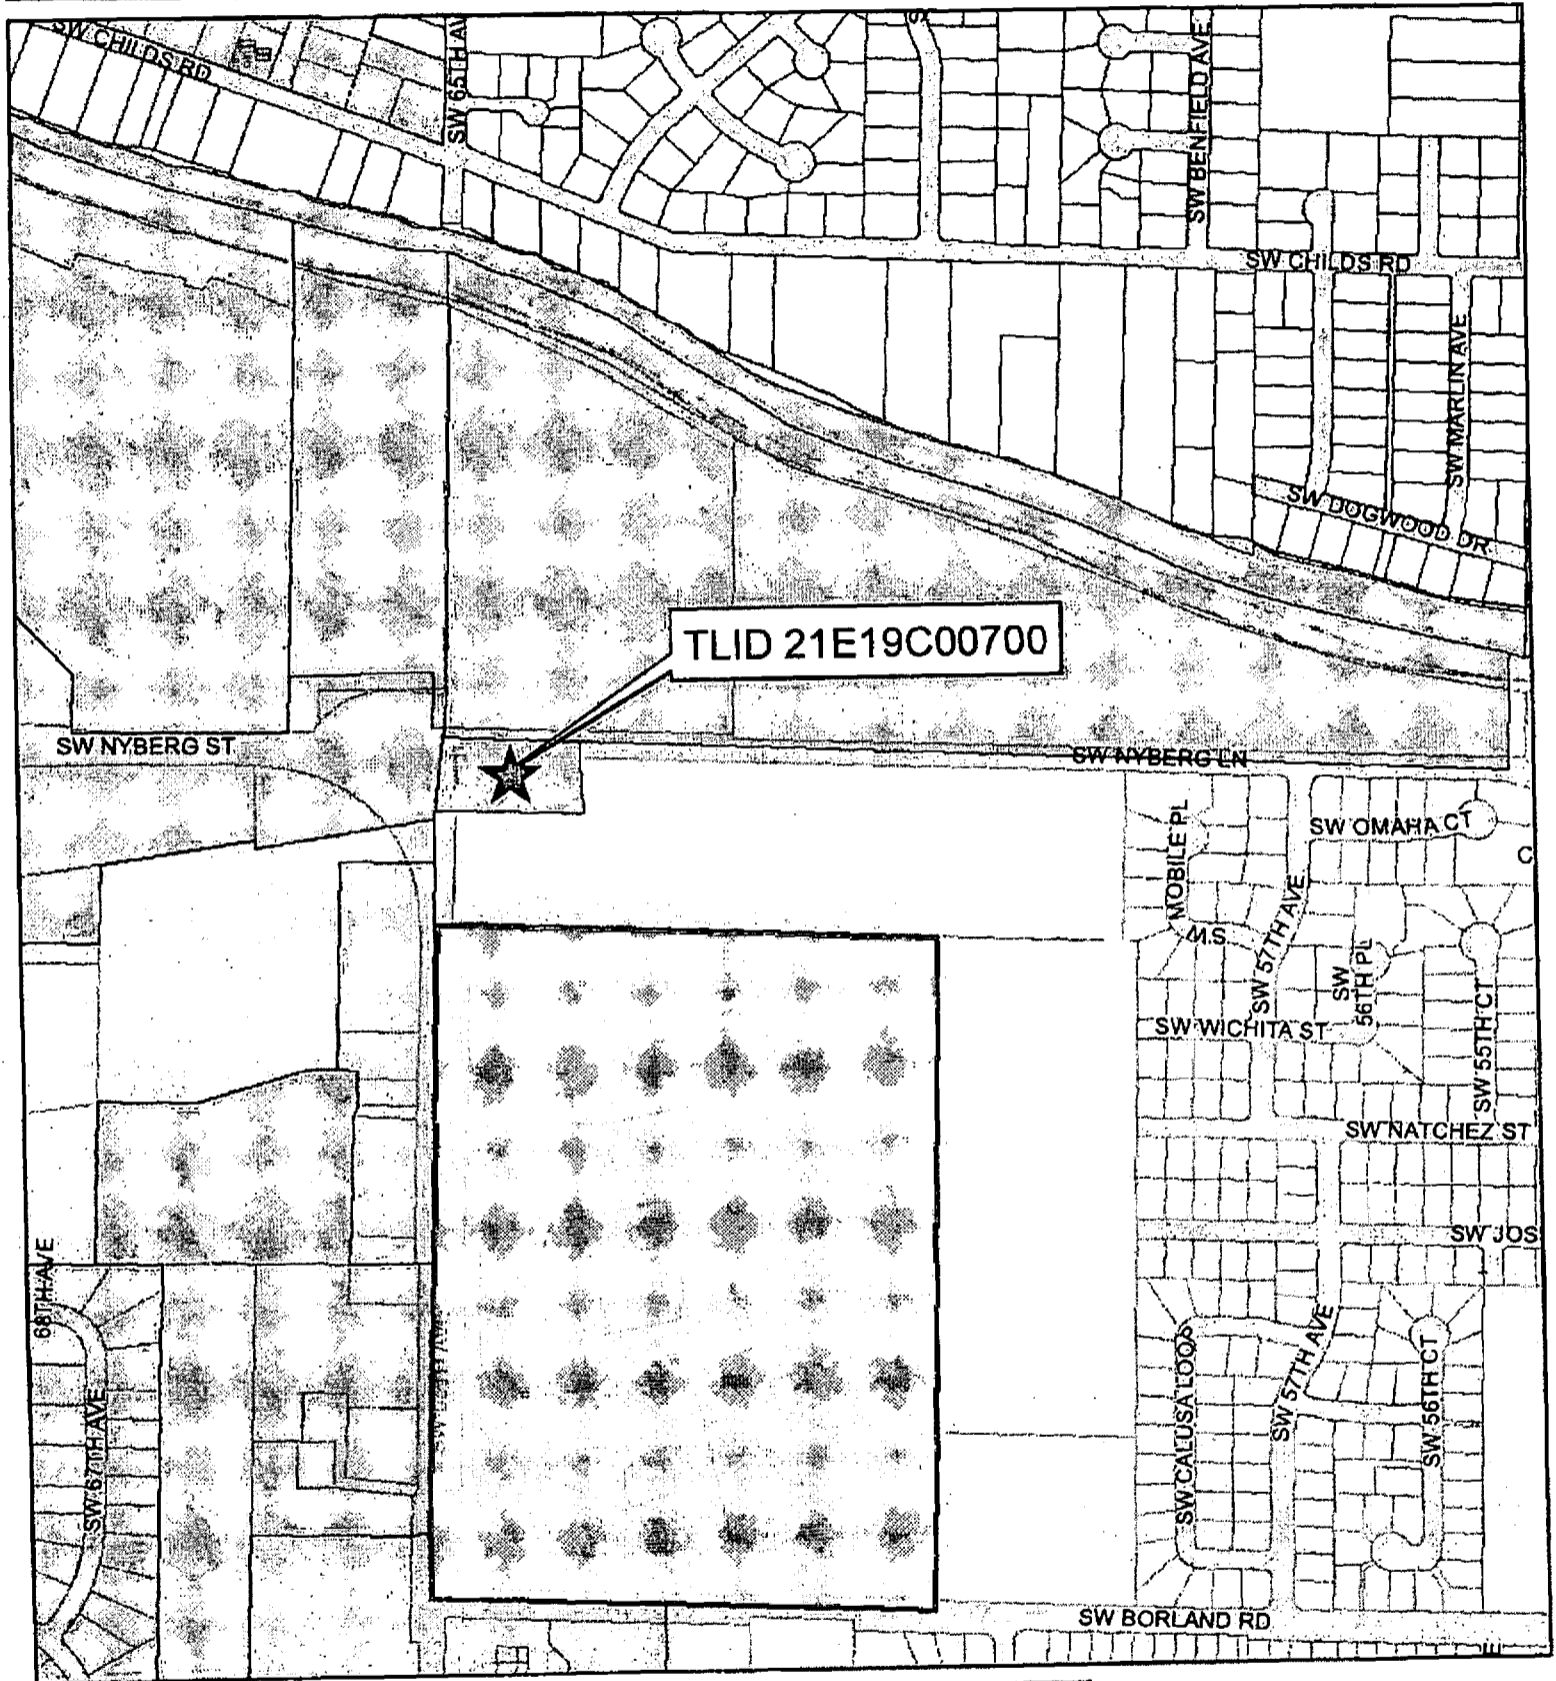 SW CHILDS RD
SW 65TH AV
SW BENFIELD AVE
SW CHILDS RD
SW MARLIN AVE
SW DOGWOOD DR
TLID 21E19C00700
SW NYBERG ST
SW NYBERG LN
MOBILE PL
SW OMAHA CT
C
SW 57TH AVE
M.S
SW
56TH PL
SW WICHITA ST
SW 55TH CT
SW NATCHEZ ST
SW JOS
68TH AVE
SW 67TH AVE
SW CALUSA LOOP
SW 57TH AVE
SW 56TH CT
SW BORLAND RD